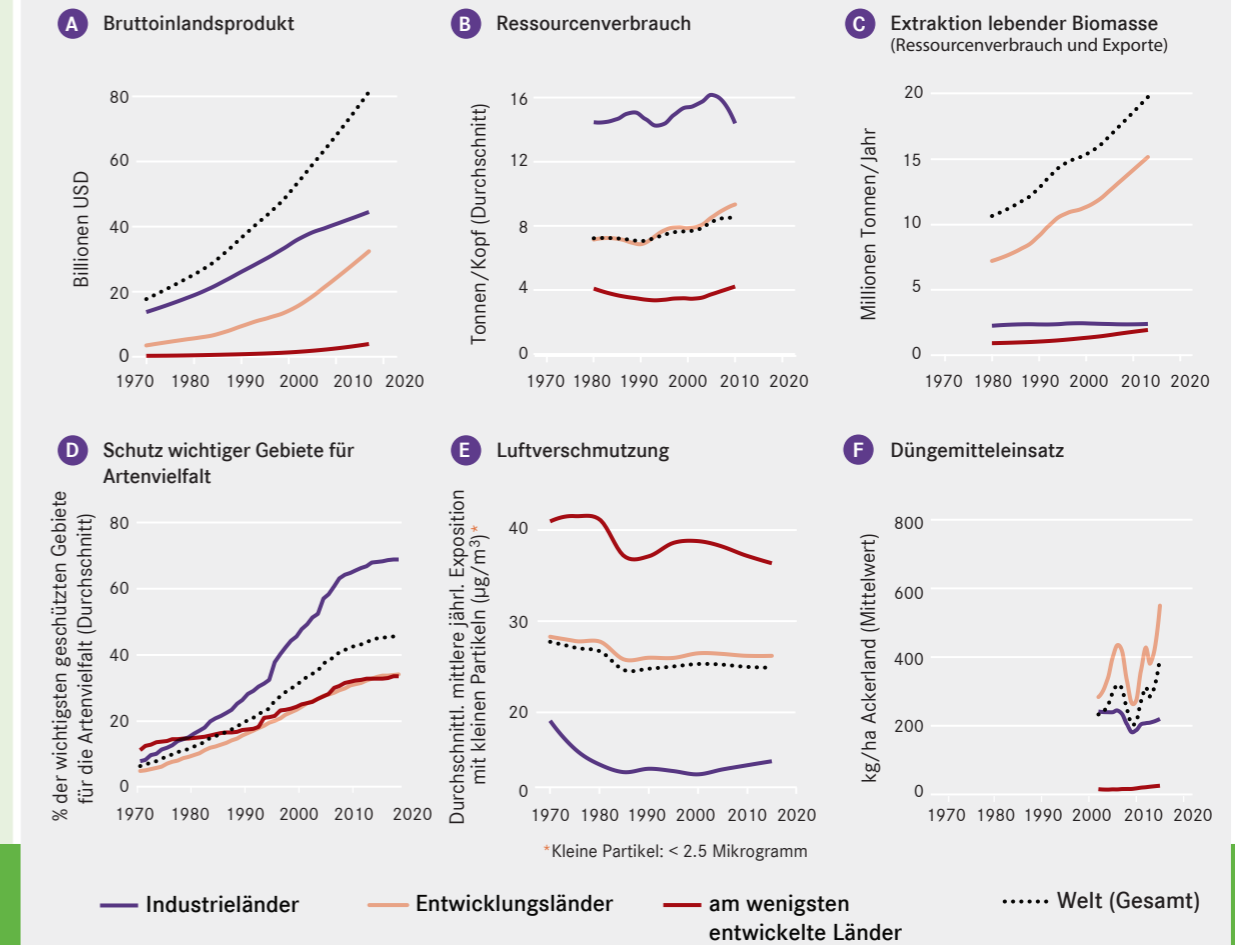 A Bruttoinlandsprodukt
Billionen USD
80
60
40
20
0
1970 1980 1990 2000 2010 2020
B Ressourcenverbrauch
Tonnen/Kopf (Durchschnitt)
16
12
8
4
0
1970 1980 1990 2000 2010 2020
C Extraktion lebender Biomasse
(Ressourcenverbrauch und Exporte)
Millionen Tonnen/Jahr
20
15
10
5
0
1970 1980 1990 2000 2010 2020
D Schutz wichtiger Gebiete für
Artenvielfalt
% der wichtigsten geschützten Gebiete
für die Artenvielfalt (Durchschnitt)
80
60
40
20
0
1970 1980 1990 2000 2010 2020
E Luftverschmutzung
Durchschnittl. mittlere jährl. Exposition
mit kleinen Partikeln (µg/m³)*
40
30
20
0
1970 1980 1990 2000 2010 2020
*Kleine Partikel: < 2.5 Mikrogramm
F Düngemitteleinsatz
kg/ha Ackerland (Mittelwert)
800
600
400
200
0
1970 1980 1990 2000 2010 2020
Industrieländer
Entwicklungsländer
am wenigsten
entwickelte Länder
Welt (Gesamt)